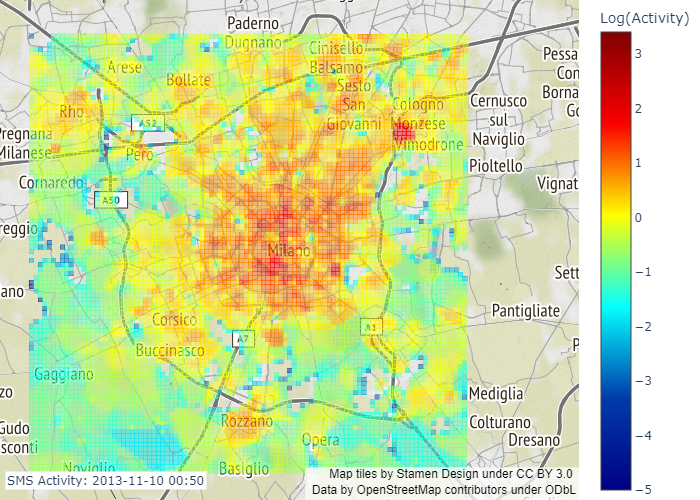 Paderno
Dugnano
Cinisello
Balsamo
Arese
Bollate
Sesto
San
Giovanni
Rho
Cologno
Monzese
Vimodrone
Cernusco
sul
Naviglio
Pessa
Con
Borna
Go
A52
Pregnana
Milanese
Pero
Pioltello
Cornaredo
Vignat
A50
reggio
Milano
Sett
ano
Pantigliate
Corsico
A1
A7
P
Buccinasco
Gaggiano
zo
Mediglia
Rozzano
Colturano
Gudo
Opera
Dresano
sconti
Noviglio
Basiglio
SMS Activity: 2013-11-10 00:50
Map tiles by Stamen Design under CC BY 3.0
Data by OpenStreetMap contributors under ODbL
Log(Activity)
3
2
1
0
−1
−2
−3
−4
−5